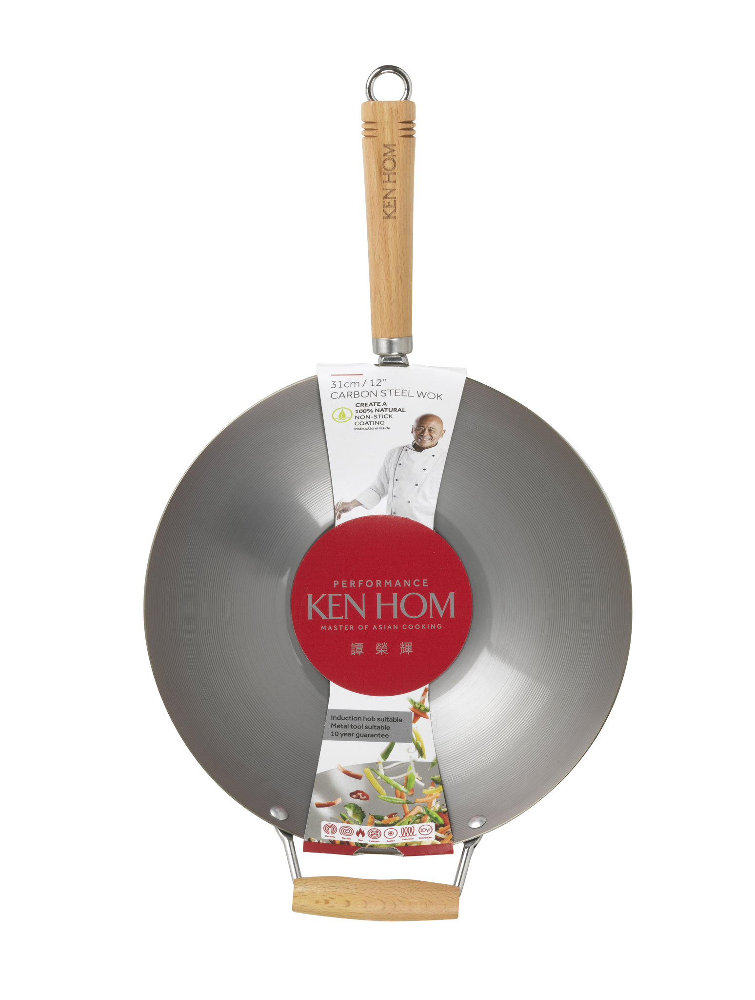 KEN HOM
31cm / 12"
CARBON STEEL WOK
CREATE A
100% NATURAL
NON-STICK
COATING
Instructions inside
PERFORMANCE
KEN HOM
MASTER OF ASIAN COOKING
譚 榮 輝
Induction hob suitable
Metal tool suitable
10 year guarantee
10yr
Ceramic Electric Gas Halogen Sealed Induction Guarantee